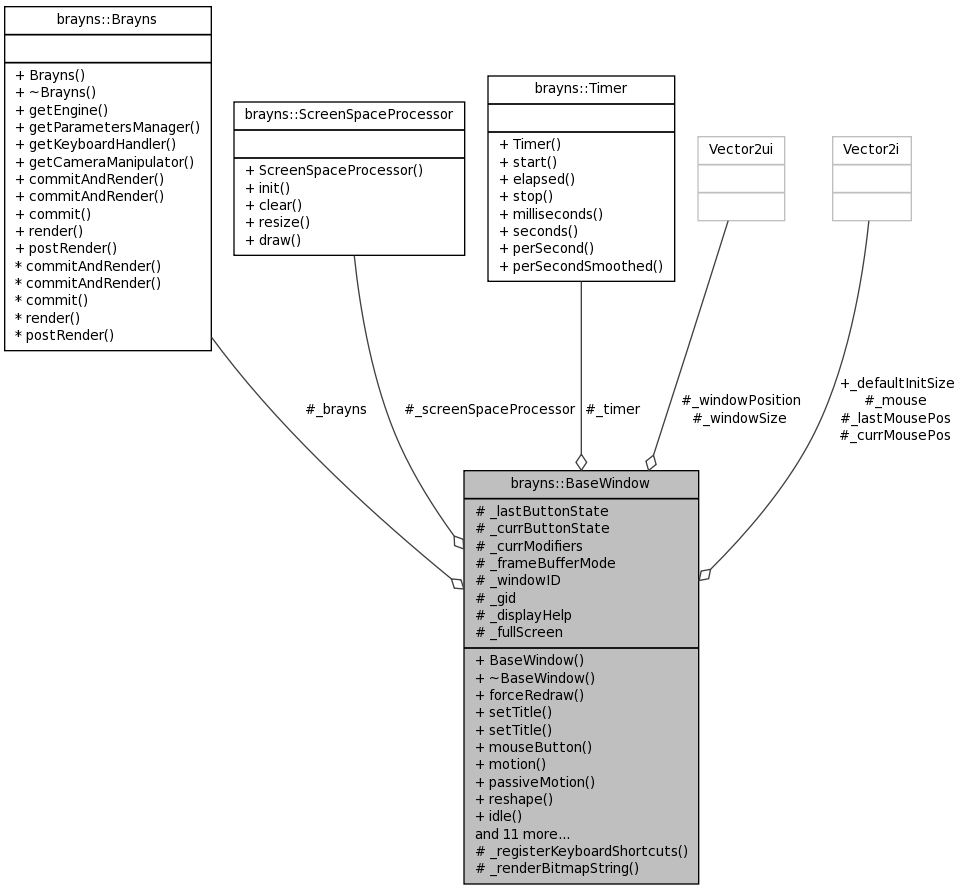 brayns::Brayns
+ Brayns()
+ ~Brayns()
+ getEngine()
+ getParametersManager()
+ getKeyboardHandler()
+ getCameraManipulator()
+ commitAndRender()
+ commitAndRender()
+ commit()
+ render()
+ postRender()
* commitAndRender()
* commitAndRender()
* commit()
* render()
* postRender()
brayns::ScreenSpaceProcessor
+ ScreenSpaceProcessor()
+ init()
+ clear()
+ resize()
+ draw()
brayns::Timer
+ Timer()
+ start()
+ elapsed()
+ stop()
+ milliseconds()
+ seconds()
+ perSecond()
+ perSecondSmoothed()
Vector2ui
Vector2i
#_brayns
#_screenSpaceProcessor
#_timer
#_windowPosition
#_windowSize
+_defaultInitSize
#_mouse
#_lastMousePos
#_currMousePos
brayns::BaseWindow
# _lastButtonState
# _currButtonState
# _currModifiers
# _frameBufferMode
# _windowID
# _gid
# _displayHelp
# _fullScreen
+ BaseWindow()
+ ~BaseWindow()
+ forceRedraw()
+ setTitle()
+ setTitle()
+ mouseButton()
+ motion()
+ passiveMotion()
+ reshape()
+ idle()
and 11 more...
# _registerKeyboardShortcuts()
# _renderBitmapString()